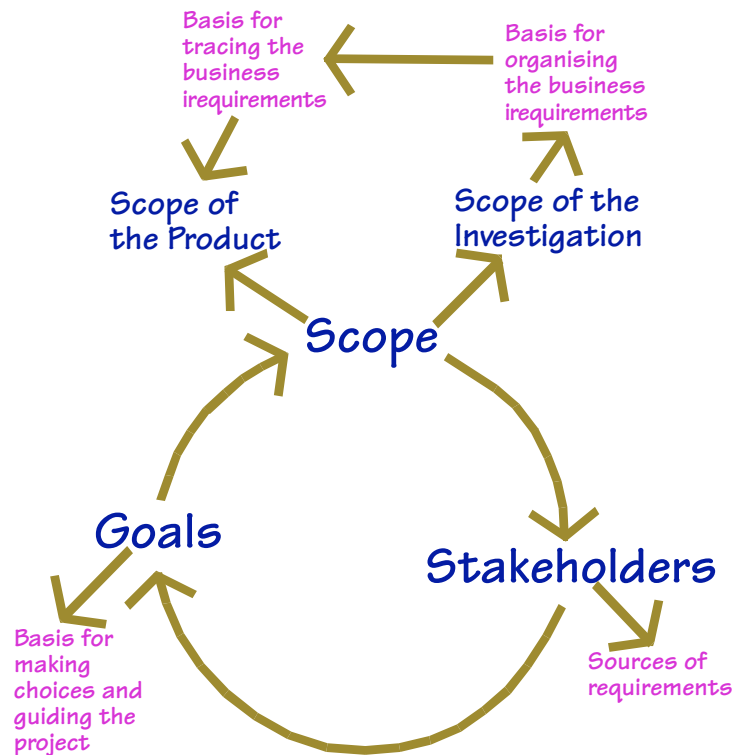 Basis for
tracing the
business
irequirements
Basis for
organising
the business
irequirements
Scope of
the Product
Scope of the
Investigation
Scope
Goals
Stakeholders
Basis for
making
choices and
guiding the
project
Sources of
requirements